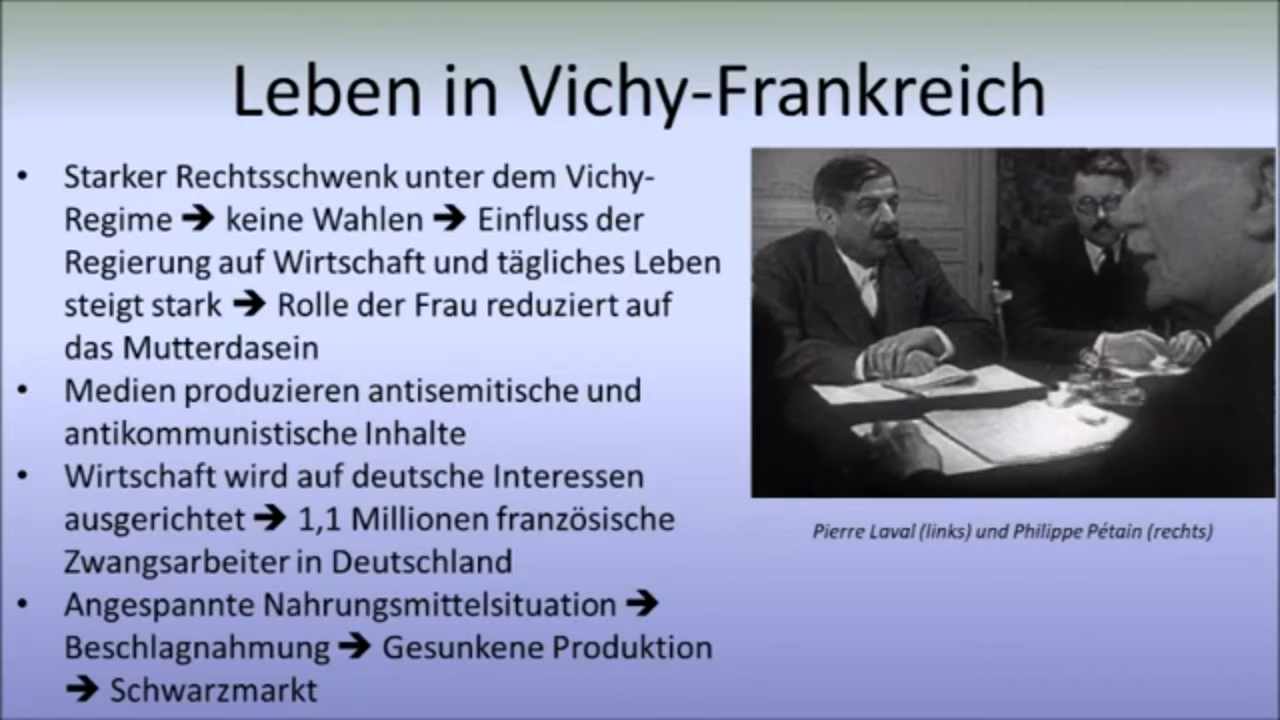 Leben in Vichy-Frankreich
• Starker Rechtsschwenk unter dem Vichy-
Regime ➔ keine Wahlen ➔ Einfluss der
Regierung auf Wirtschaft und tägliches Leben
steigt stark ➔ Rolle der Frau reduziert auf
das Mutterdasein
• Medien produzieren antisemitische und
antikommunistische Inhalte
• Wirtschaft wird auf deutsche Interessen
ausgerichtet ➔ 1,1 Millionen französische
Zwangsarbeiter in Deutschland
• Angespannte Nahrungsmittelsituation ➔
Beschlagnahmung ➔ Gesunkene Produktion
➔ Schwarzmarkt
Pierre Laval (links) und Philippe Pétain (rechts)